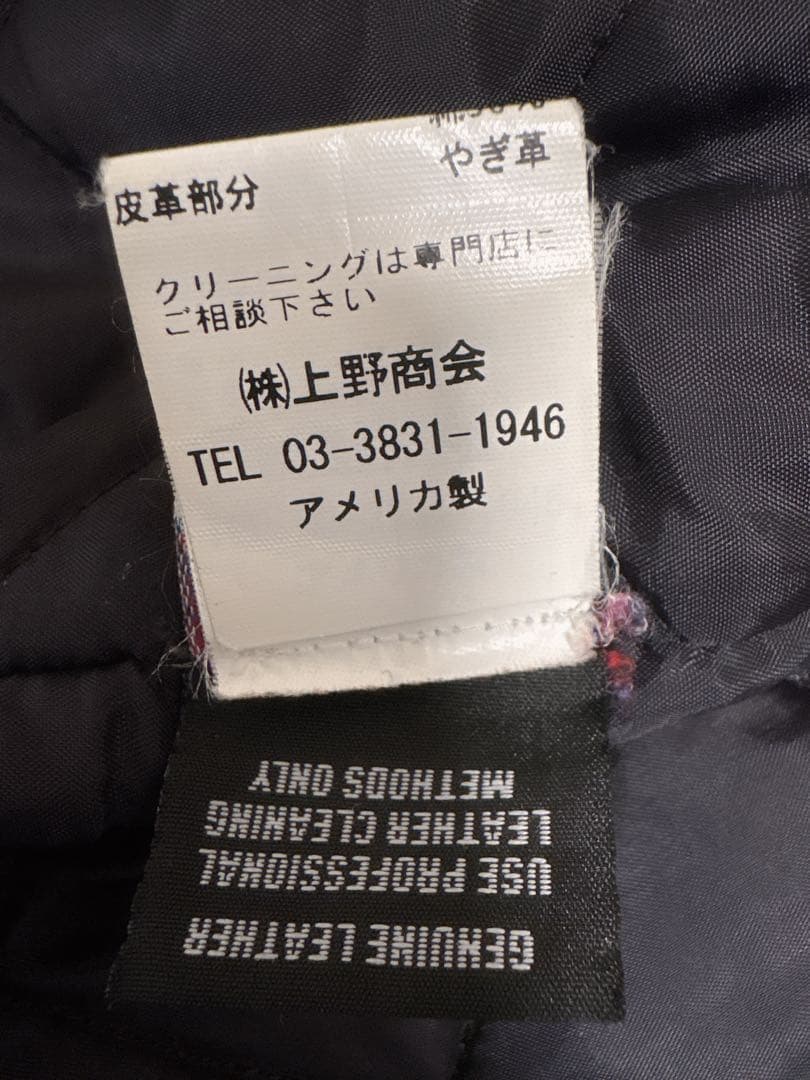 皮革部分 やぎ革
クリーニングは専門店に
ご相談下さい
㈱上野商会
TEL 03-3831-1946
アメリカ製
GENUINE LEATHER
USE PROFESSIONAL
LEATHER CLEANING
METHODS ONLY